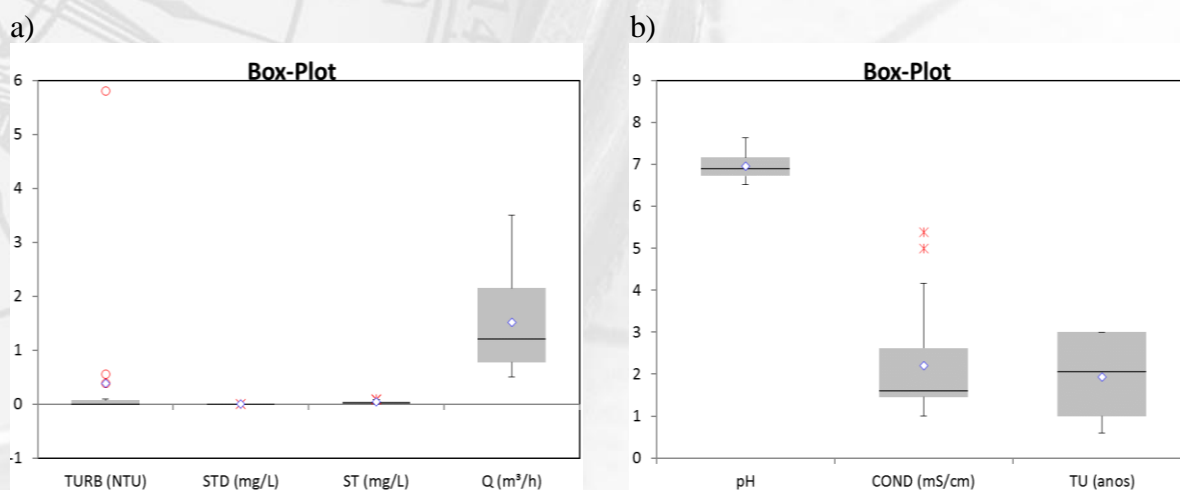 a)
Box-Plot
6
5
4
3
2
1
0
-1
TURB (NTU)
STD (mg/L)
ST (mg/L)
Q (m³/h)
b)
Box-Plot
9
8
7
6
5
4
3
2
1
0
pH
COND (mS/cm)
TU (anos)